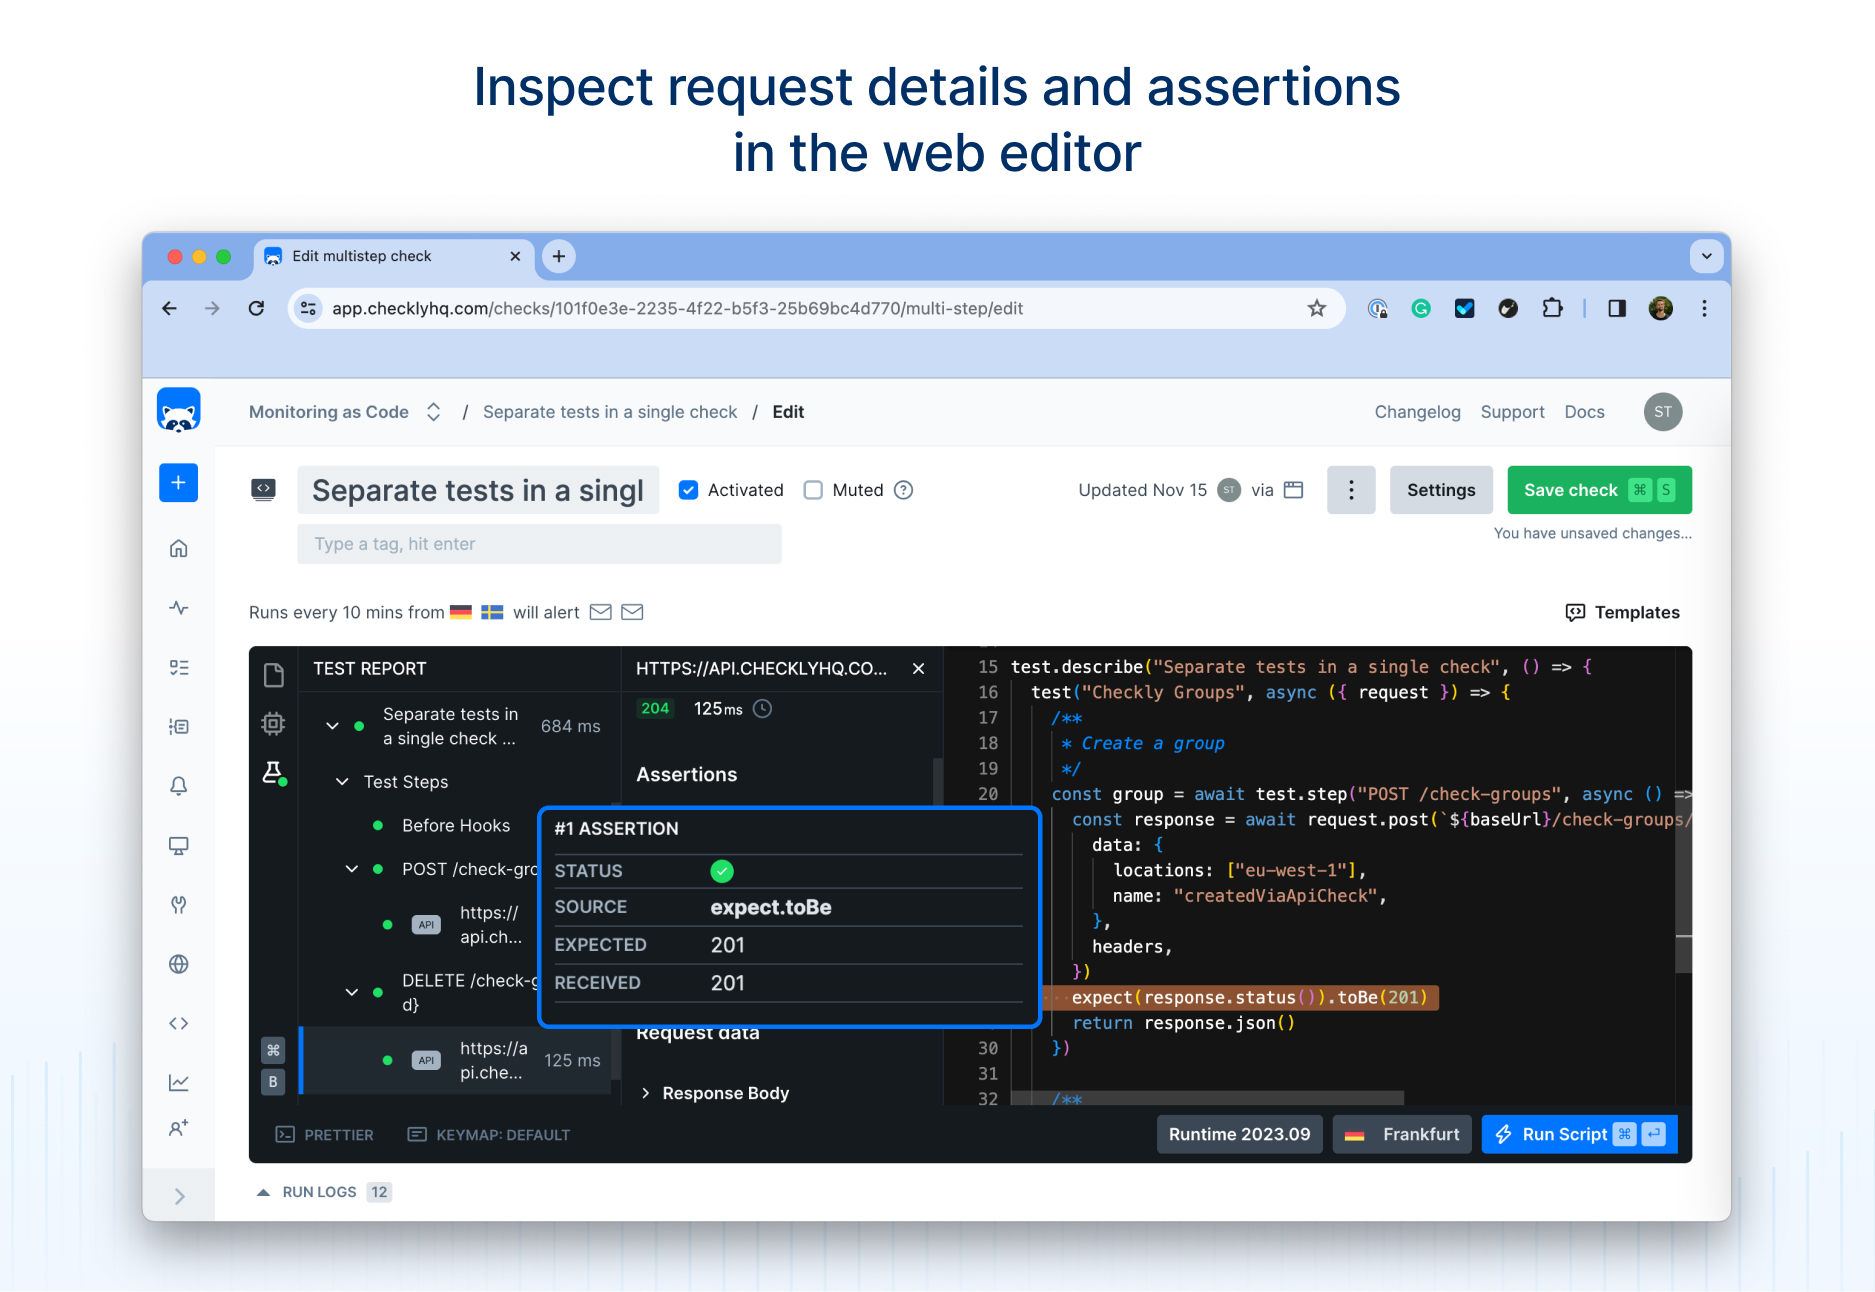 Inspect request details and assertions
in the web editor
Edit multistep check
app.checklyhq.com/checks/101f0e3e-2235-4f22-b5f3-25b69bc4d770/multi-step/edit
Monitoring as Code / Separate tests in a single check / Edit
Changelog Support Docs ST
Separate tests in a singl
Activated Muted ?
Updated Nov 15 ST via
Settings
Save check ⌘ S
You have unsaved changes...
Type a tag, hit enter
Runs every 10 mins from will alert
Templates
TEST REPORT
Separate tests in
a single check ...
684 ms
Test Steps
Before Hooks
POST /check-gro
API
https://
api.ch...
DELETE /check-g
d}
API
https://a
pi.che...
125 ms
⌘
B
HTTPS://API.CHECKLYHQ.CO...
204 125ms
Assertions
#1 ASSERTION
STATUS
SOURCE expect.toBe
EXPECTED 201
RECEIVED 201
Request data
Response Body
15 test.describe("Separate tests in a single check", () => {
16 test("Checkly Groups", async ({ request }) => {
17 /**
18 * Create a group
19 */
20 const group = await test.step("POST /check-groups", async () =>
const response = await request.post(`${baseUrl}/check-groups/
data: {
locations: ["eu-west-1"],
name: "createdViaApiCheck",
},
headers,
})
expect(response.status()).toBe(201)
return response.json()
30 })
31
32 /**
PRETTIER
KEYMAP: DEFAULT
Runtime 2023.09
Frankfurt
Run Script ⌘ ↵
RUN LOGS 12